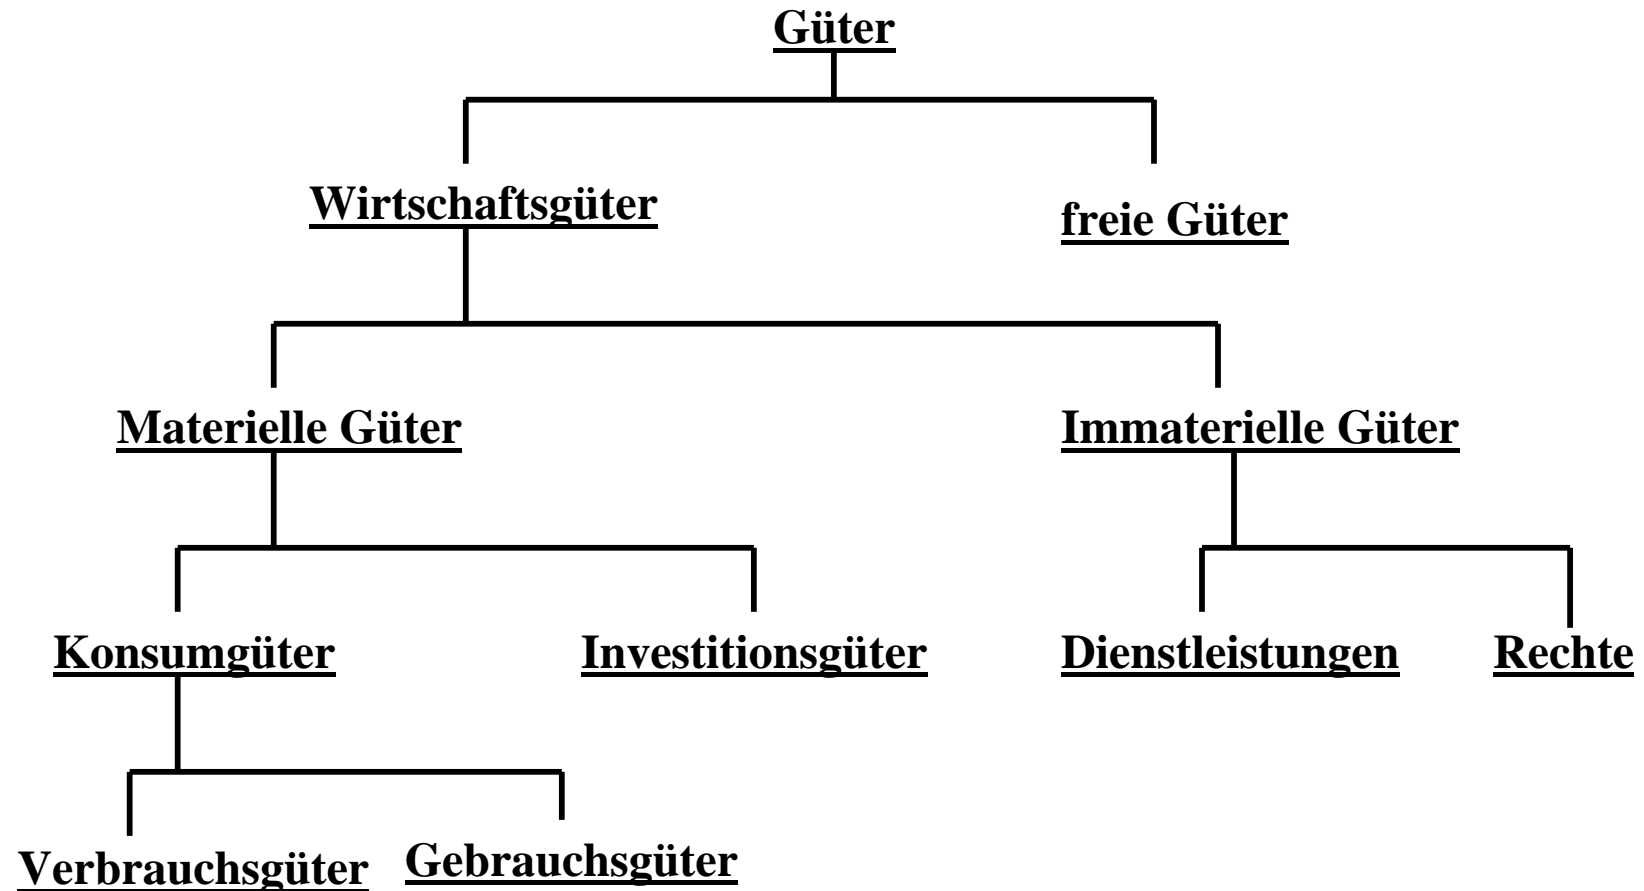 Güter
Wirtschaftsgüter
freie Güter
Materielle Güter
Immaterielle Güter
Konsumgüter
Investitionsgüter
Dienstleistungen
Rechte
Verbrauchsgüter
Gebrauchsgüter